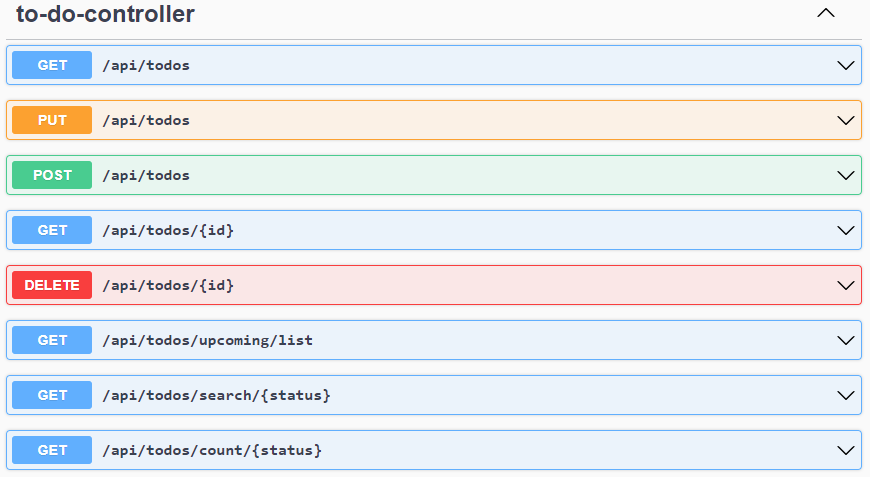 to-do-controller
GET /api/todos
PUT /api/todos
POST /api/todos
GET /api/todos/{id}
DELETE /api/todos/{id}
GET /api/todos/upcoming/list
GET /api/todos/search/{status}
GET /api/todos/count/{status}